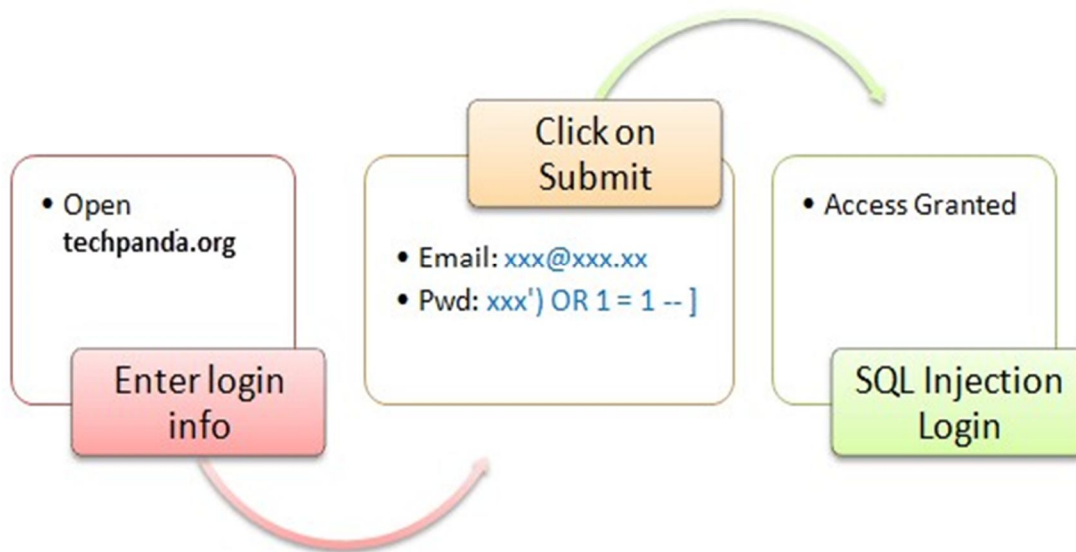 • Open
techpanda.org
Enter login
info
Click on
Submit
• Email: xxx@xxx.xx
• Pwd: xxx') OR 1 = 1 -- ]
• Access Granted
SQL Injection
Login